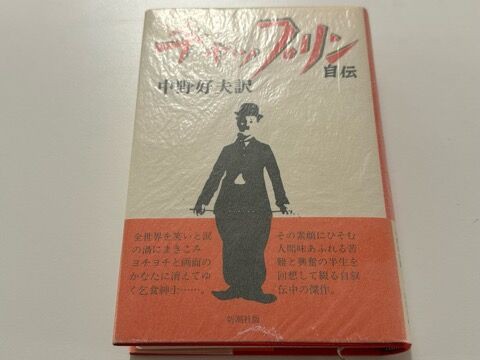 チャップリン
自伝
中野好夫訳
全世界を笑いと涙
の渦にまきこみ
ヨチヨチと画面の
かなたに消えてゆ
く乞食紳士……。
その素顔にひそむ
人間味あふれる苦
難と興奮の半生を
回想して綴る自叙
伝中の傑作。
新潮社版